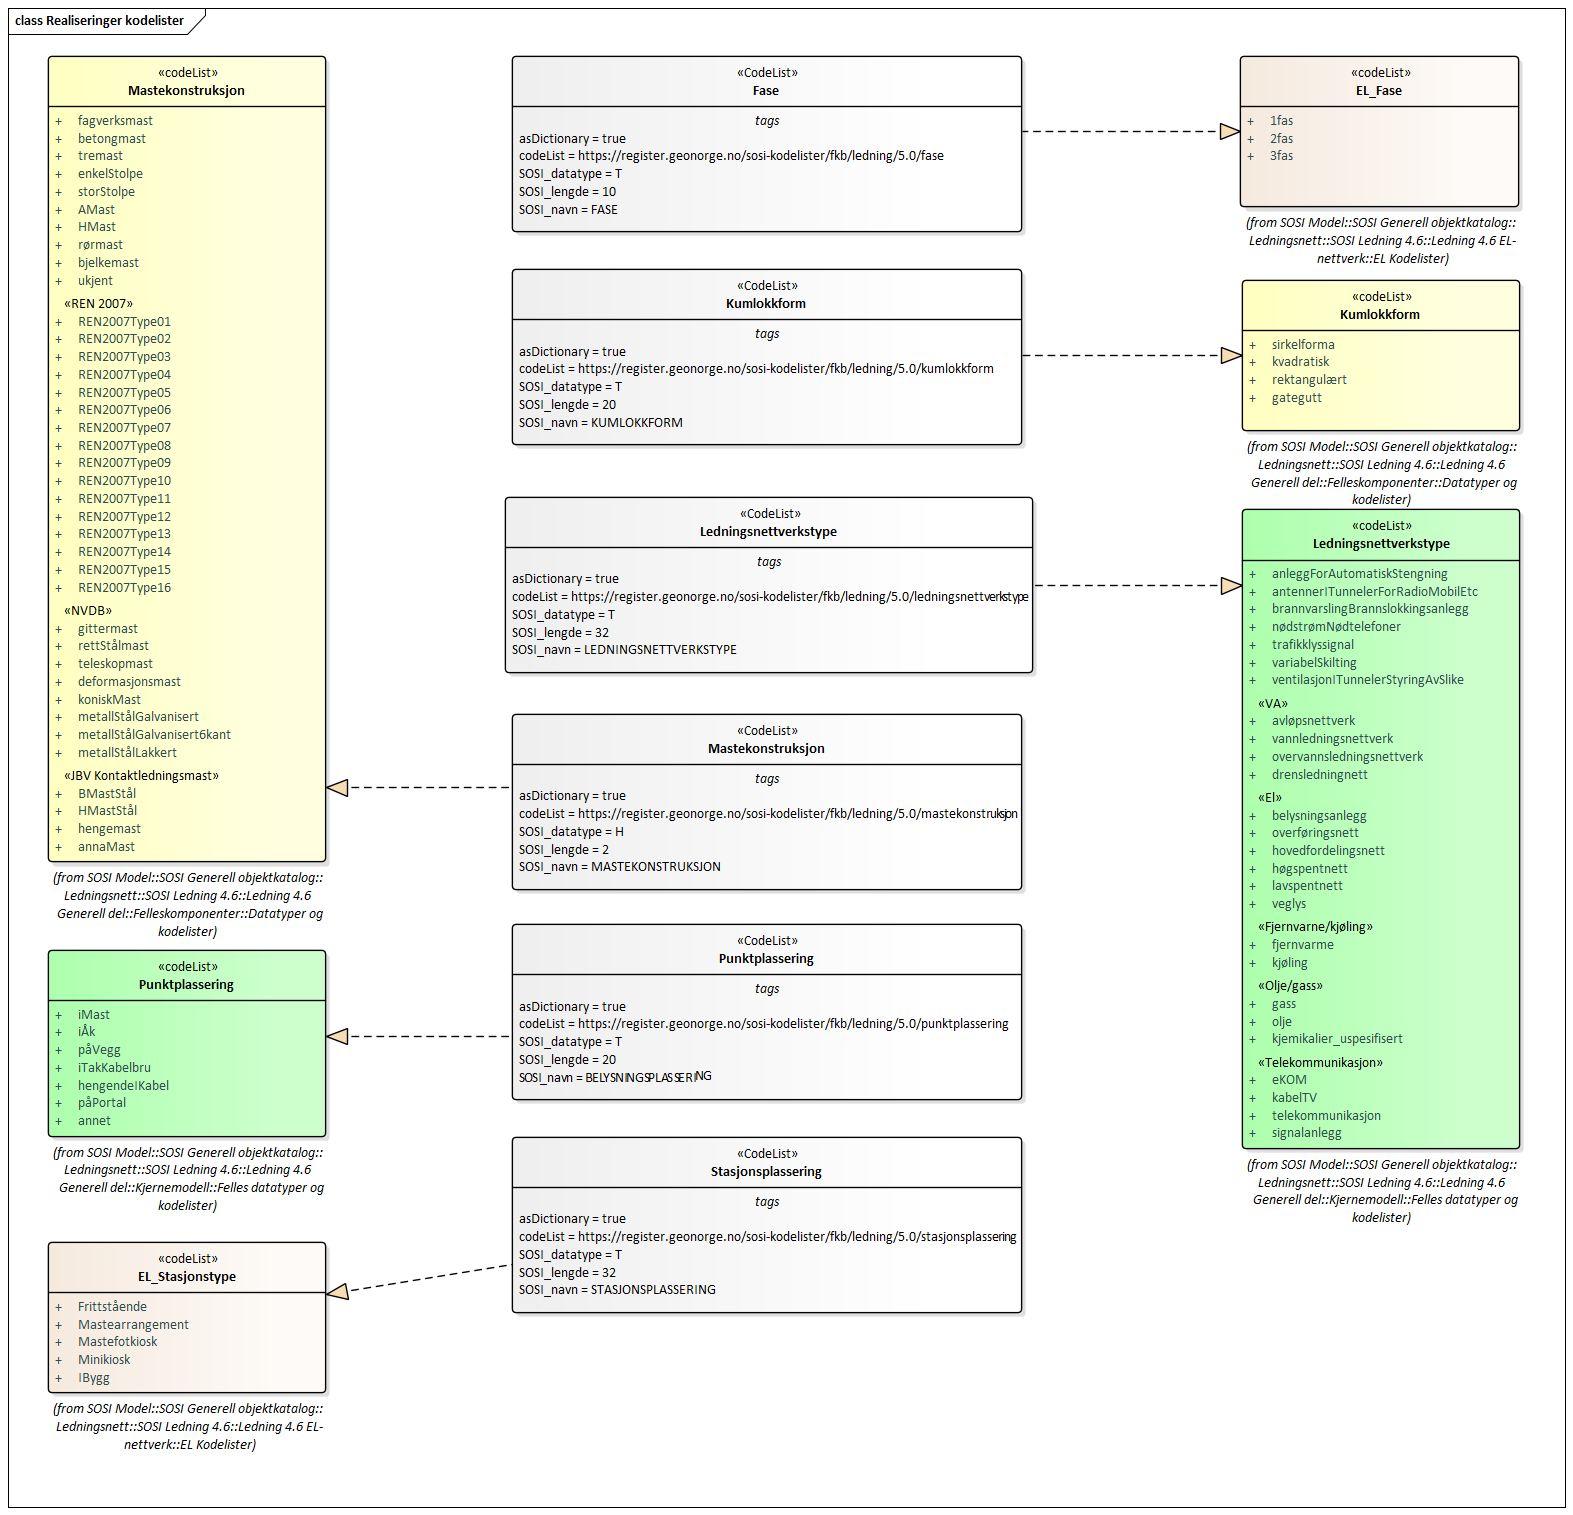 class Realiseringer kodelister
«codeList»
Mastekonstruksjon
+ fagverksmast
+ betongmast
+ tremast
+ enkelStolpe
+ storStolpe
+ AMast
+ HMast
+ rørmast
+ bjelkemast
+ ukjent
«REN 2007»
+ REN2007Type01
+ REN2007Type02
+ REN2007Type03
+ REN2007Type04
+ REN2007Type05
+ REN2007Type06
+ REN2007Type07
+ REN2007Type08
+ REN2007Type09
+ REN2007Type10
+ REN2007Type11
+ REN2007Type12
+ REN2007Type13
+ REN2007Type14
+ REN2007Type15
+ REN2007Type16
«NVDB»
+ gittermast
+ rettStålmast
+ teleskopmast
+ deformasjonsmast
+ koniskMast
+ metallStålGalvanisert
+ metallStålGalvanisert6kant
+ metallStålLakkert
«JBV Kontaktledningsmast»
+ BMastStål
+ HMastStål
+ hengemast
+ annaMast
(from SOSI Model::SOSI Generell objektkatalog::
Ledningsnett::SOSI Ledning 4.6::Ledning 4.6
Generell del::Felleskomponenter::Datatyper og
kodelister)
«codeList»
Punktplassering
+ iMast
+ iÅk
+ påVegg
+ iTakKabelbru
+ hengendeIKabel
+ påPortal
+ annet
(from SOSI Model::SOSI Generell objektkatalog::
Ledningsnett::SOSI Ledning 4.6::Ledning 4.6
Generell del::Kjernemodell::Felles datatyper og
kodelister)
«codeList»
EL_Stasjonstype
+ Frittstående
+ Mastearrangement
+ Mastefotkiosk
+ Minikiosk
+ IBygg
(from SOSI Model::SOSI Generell objektkatalog::
Ledningsnett::SOSI Ledning 4.6::Ledning 4.6 EL-
nettverk::EL Kodelister)
«CodeList»
Fase
tags
asDictionary = true
codeList = https://register.geonorge.no/sosi-kodelister/fkb/ledning/5.0/fase
SOSI_datatype = T
SOSI_lengde = 10
SOSI_navn = FASE
«CodeList»
Kumlokkform
tags
asDictionary = true
codeList = https://register.geonorge.no/sosi-kodelister/fkb/ledning/5.0/kumlokkform
SOSI_datatype = T
SOSI_lengde = 20
SOSI_navn = KUMLOKKFORM
«CodeList»
Ledningsnettverkstype
tags
asDictionary = true
codeList = https://register.geonorge.no/sosi-kodelister/fkb/ledning/5.0/ledningsnettverkstype
SOSI_datatype = T
SOSI_lengde = 32
SOSI_navn = LEDNINGSNETTVERKSTYPE
«CodeList»
Mastekonstruksjon
tags
asDictionary = true
codeList = https://register.geonorge.no/sosi-kodelister/fkb/ledning/5.0/mastekonstruksjon
SOSI_datatype = H
SOSI_lengde = 2
SOSI_navn = MASTEKONSTRUKSJON
«CodeList»
Punktplassering
tags
asDictionary = true
codeList = https://register.geonorge.no/sosi-kodelister/fkb/ledning/5.0/punktplassering
SOSI_datatype = T
SOSI_lengde = 20
SOSI_navn = BELYSNINGSPLASSERING
«CodeList»
Stasjonsplassering
tags
asDictionary = true
codeList = https://register.geonorge.no/sosi-kodelister/fkb/ledning/5.0/stasjonsplassering
SOSI_datatype = T
SOSI_lengde = 32
SOSI_navn = STASJONSPLASSERING
«codeList»
EL_Fase
+ 1fas
+ 2fas
+ 3fas
(from SOSI Model::SOSI Generell objektkatalog::
Ledningsnett::SOSI Ledning 4.6::Ledning 4.6 EL-
nettverk::EL Kodelister)
«codeList»
Kumlokkform
+ sirkelforma
+ kvadratisk
+ rektangulært
+ gategutt
(from SOSI Model::SOSI Generell objektkatalog::
Ledningsnett::SOSI Ledning 4.6::Ledning 4.6
Generell del::Felleskomponenter::Datatyper og
kodelister)
«codeList»
Ledningsnettverkstype
+ anleggForAutomatiskStengning
+ antennerITunnelerForRadioMobilEtc
+ brannvarslingBrannslokkingsanlegg
+ nødstrømNødtelefoner
+ trafikklyssignal
+ variabelSkilting
+ ventilasjonITunnelerStyringAvSlike
«VA»
+ avløpsnettverk
+ vannledningsnettverk
+ overvannsledningsnettverk
+ drensledningnett
«El»
+ belysningsanlegg
+ overføringsnett
+ hovedfordelingsnett
+ høgspentnett
+ lavspentnett
+ veglys
«Fjernvarne/kjøling»
+ fjernvarme
+ kjøling
«Olje/gass»
+ gass
+ olje
+ kjemikalier_uspesifisert
«Telekommunikasjon»
+ eKOM
+ kabelTV
+ telekommunikasjon
+ signalanlegg
(from SOSI Model::SOSI Generell objektkatalog::
Ledningsnett::SOSI Ledning 4.6::Ledning 4.6
Generell del::Kjernemodell::Felles datatyper og
kodelister)